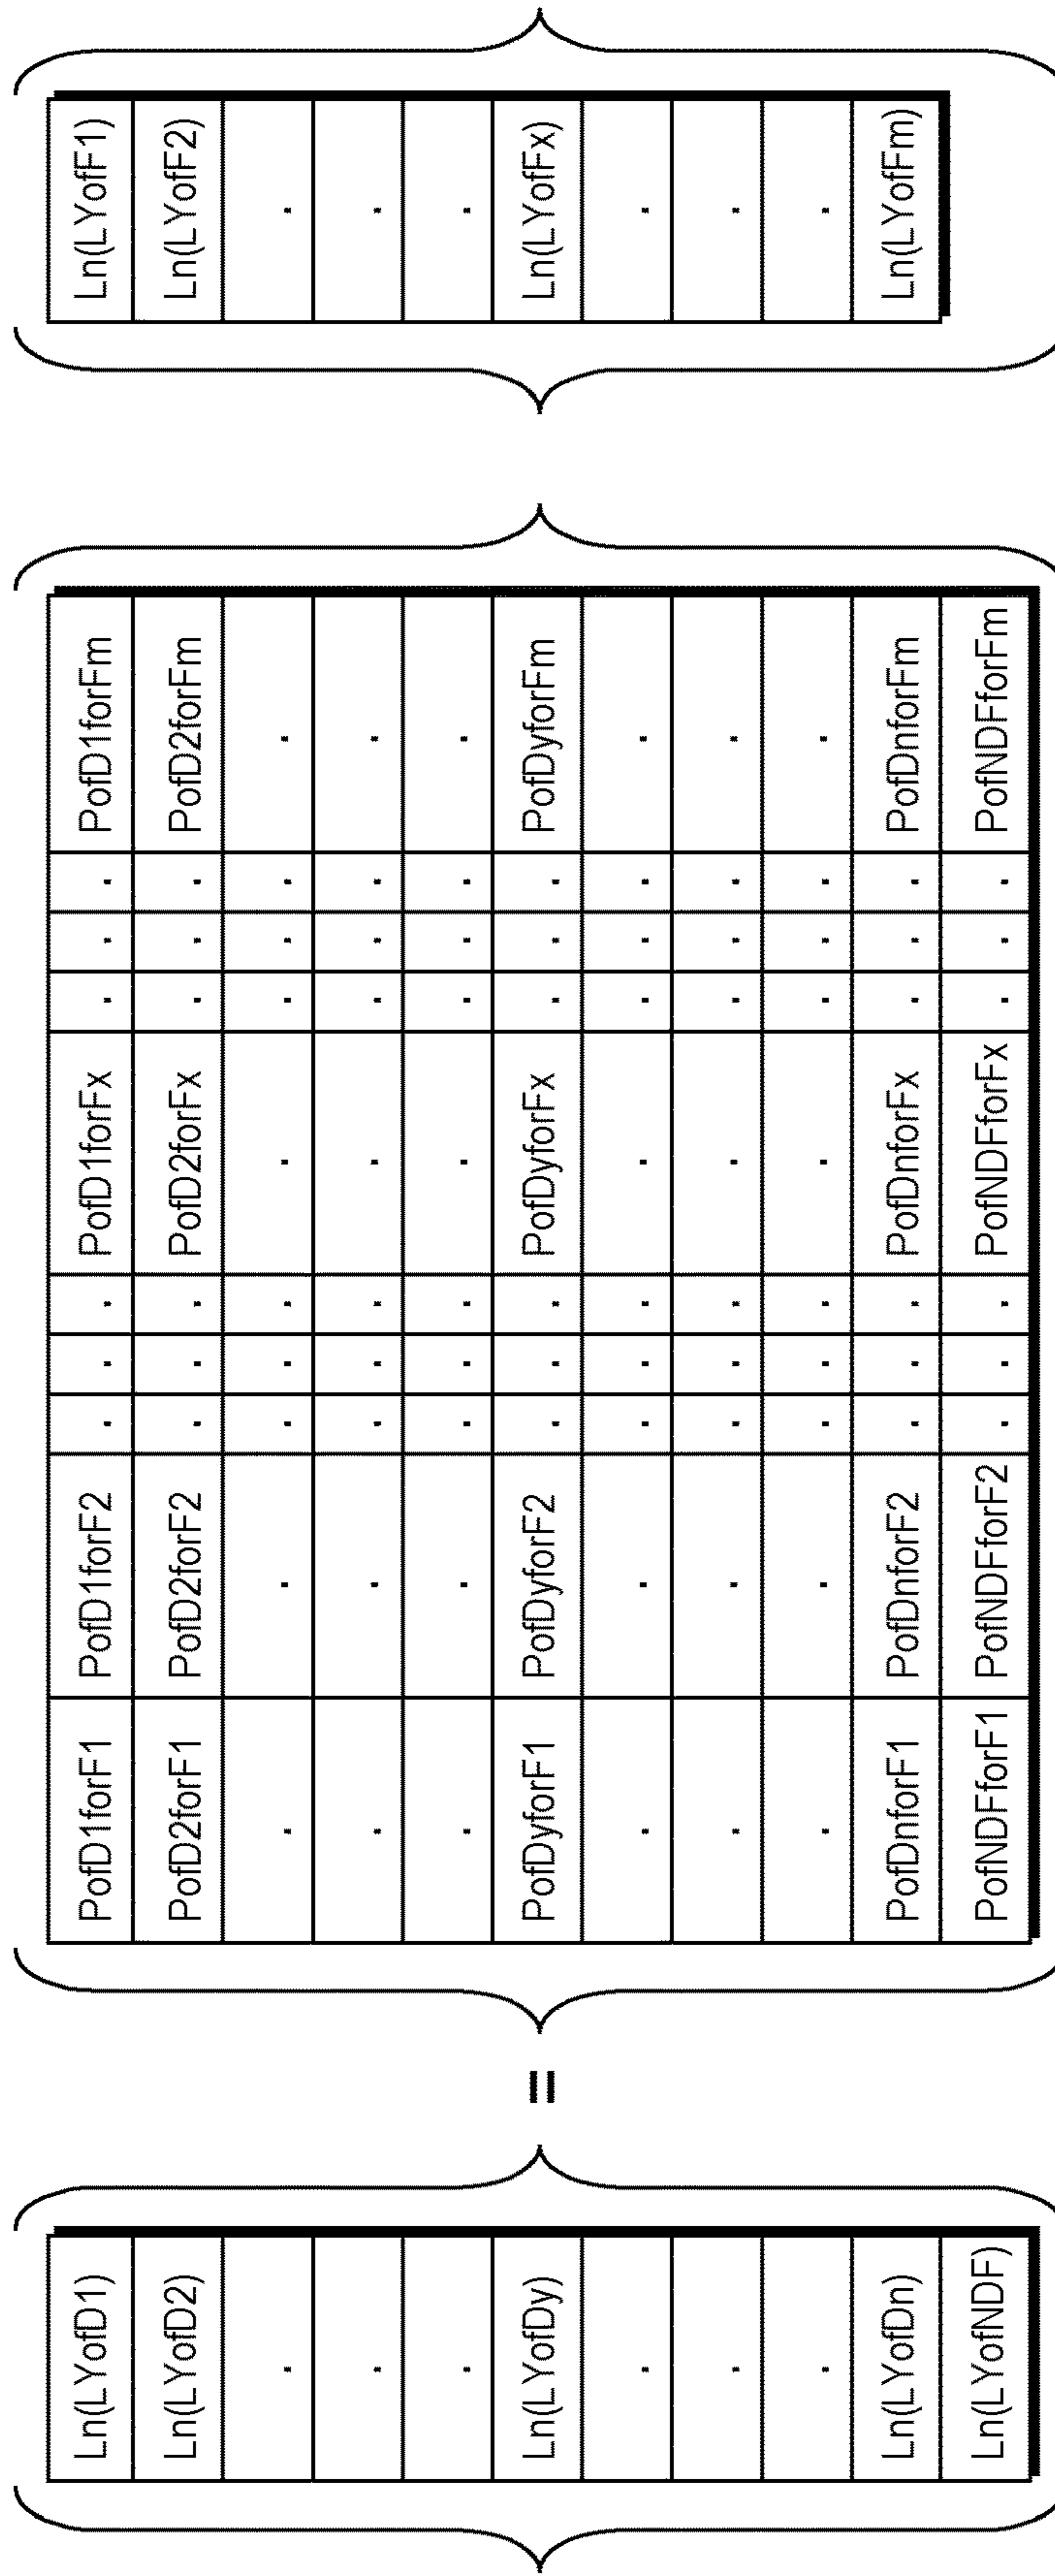 Ln(LYofD1)
Ln(LYofD2)
.
.
.
Ln(LYofDy)
.
.
.
Ln(LYofDn)
Ln(LYofNDF)
=
PofD1forF1 PofD1forF2 . . . PofD1forFx . . . PofD1forFm
PofD2forF1 PofD2forF2 . . . PofD2forFx . . . PofD2forFm
. . . . . . . . . .
. . . . . . . . . .
. . . . . . . . . .
PofDyforF1 PofDyforF2 . . . PofDyforFx . . . PofDyforFm
. . . . . . . . . .
. . . . . . . . . .
. . . . . . . . . .
PofDnforF1 PofDnforF2 . . . PofDnforFx . . . PofDnforFm
PofNDFforF1 PofNDFforF2 . . . PofNDFforFx . . . PofNDFforFm
Ln(LYofF1)
Ln(LYofF2)
.
.
.
Ln(LYofFx)
.
.
.
Ln(LYofFm)